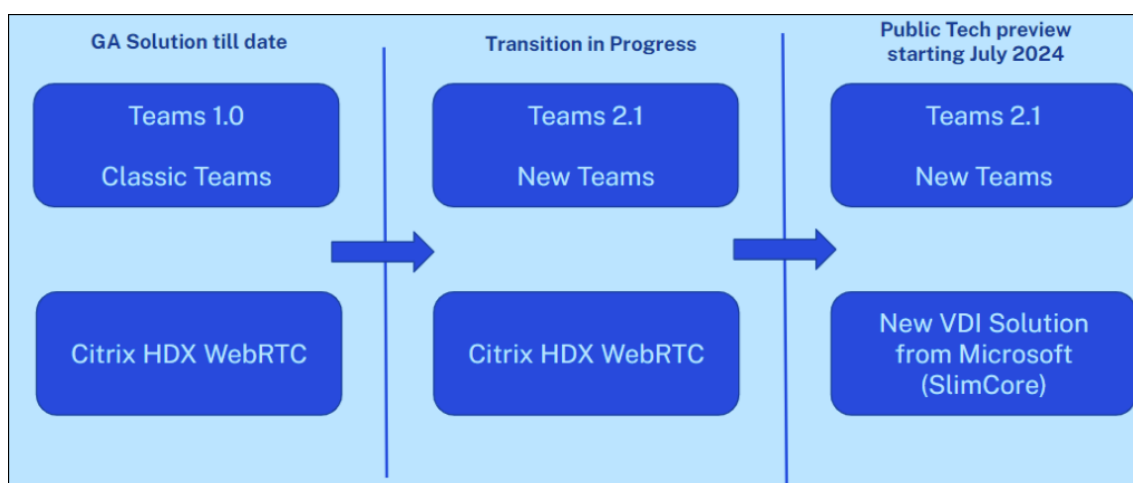 GA Solution till date
Teams 1.0
Classic Teams
Citrix HDX WebRTC
Transition in Progress
Teams 2.1
New Teams
Citrix HDX WebRTC
Public Tech preview
starting July 2024
Teams 2.1
New Teams
New VDI Solution
from Microsoft
(SlimCore)